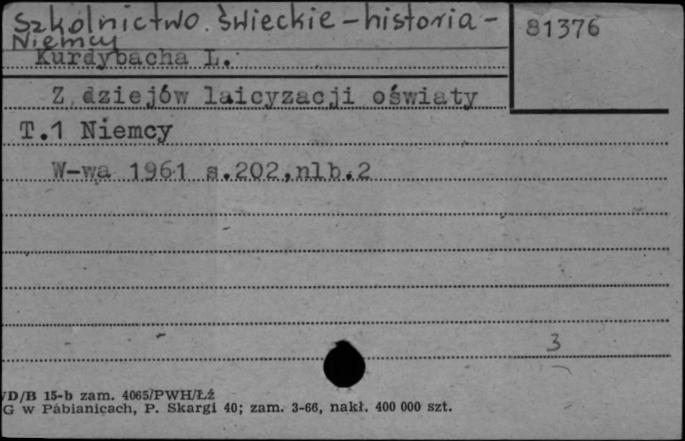 Szkolnictwo świeckie - historia -
Niemcy
81376
Kurdybacha Ł.
Z dziejów laicyzacji oświaty
T.1 Niemcy
W-wa 1961 s.202,nlb.2
3
/D/B 15-b zam. 4065/PWH/Łź
G w Pabianicach, P. Skargi 40; zam. 3-66, nakł. 400 000 szt.